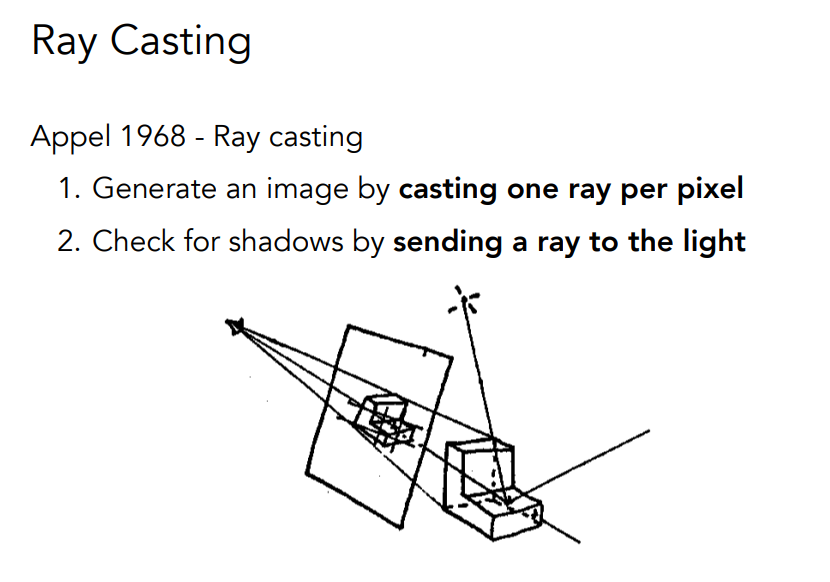 Ray Casting
Appel 1968 - Ray casting
1. Generate an image by casting one ray per pixel
2. Check for shadows by sending a ray to the light